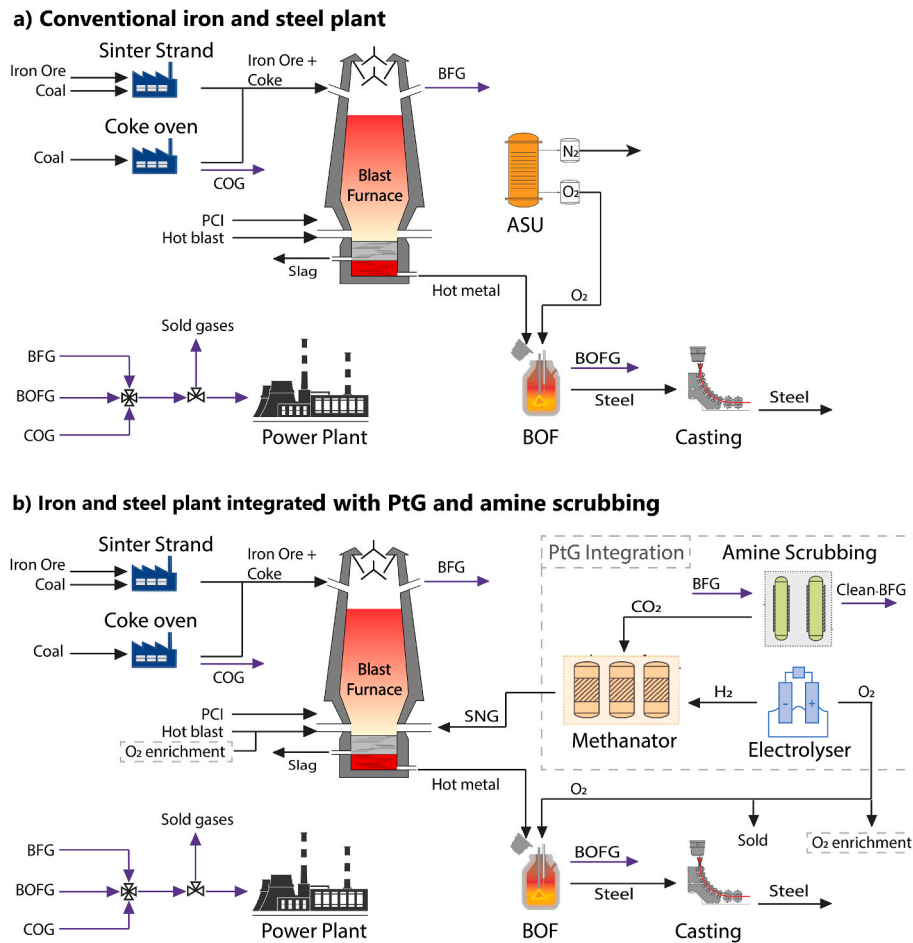 a) Conventional iron and steel plant
Sinter Strand
Iron Ore
Coal
Iron Ore +
Coke
BFG
Coke oven
Coal
COG
Blast
Furnace
N₂
O₂
ASU
PCI
Hot blast
Slag
Hot metal
O₂
Sold gases
BFG
BOFG
COG
Power Plant
BOFG
Steel
Steel
BOF
Casting
b) Iron and steel plant integrated with PtG and amine scrubbing
Sinter Strand
Iron Ore
Coal
Iron Ore +
Coke
BFG
Coke oven
Coal
COG
Blast
Furnace
PtG Integration
Amine Scrubbing
BFG
Clean-BFG
CO₂
H₂
O₂
SNG
Methanator
Electrolyser
PCI
Hot blast
O₂ enrichment
Slag
Hot metal
O₂
Sold
O₂ enrichment
Sold gases
BFG
BOFG
COG
Power Plant
BOFG
Steel
Steel
BOF
Casting